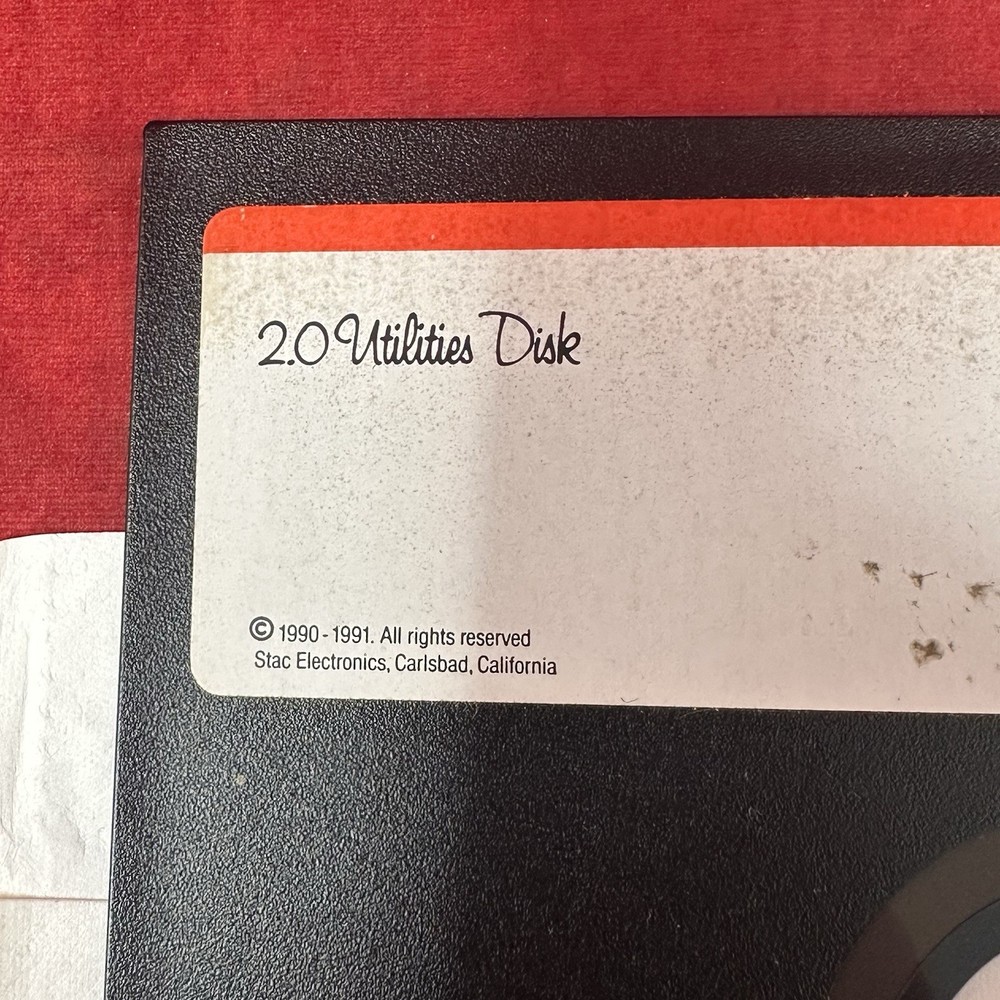 2.0 Utilities Disk
© 1990-1991. All rights reserved
Stac Electronics, Carlsbad, California